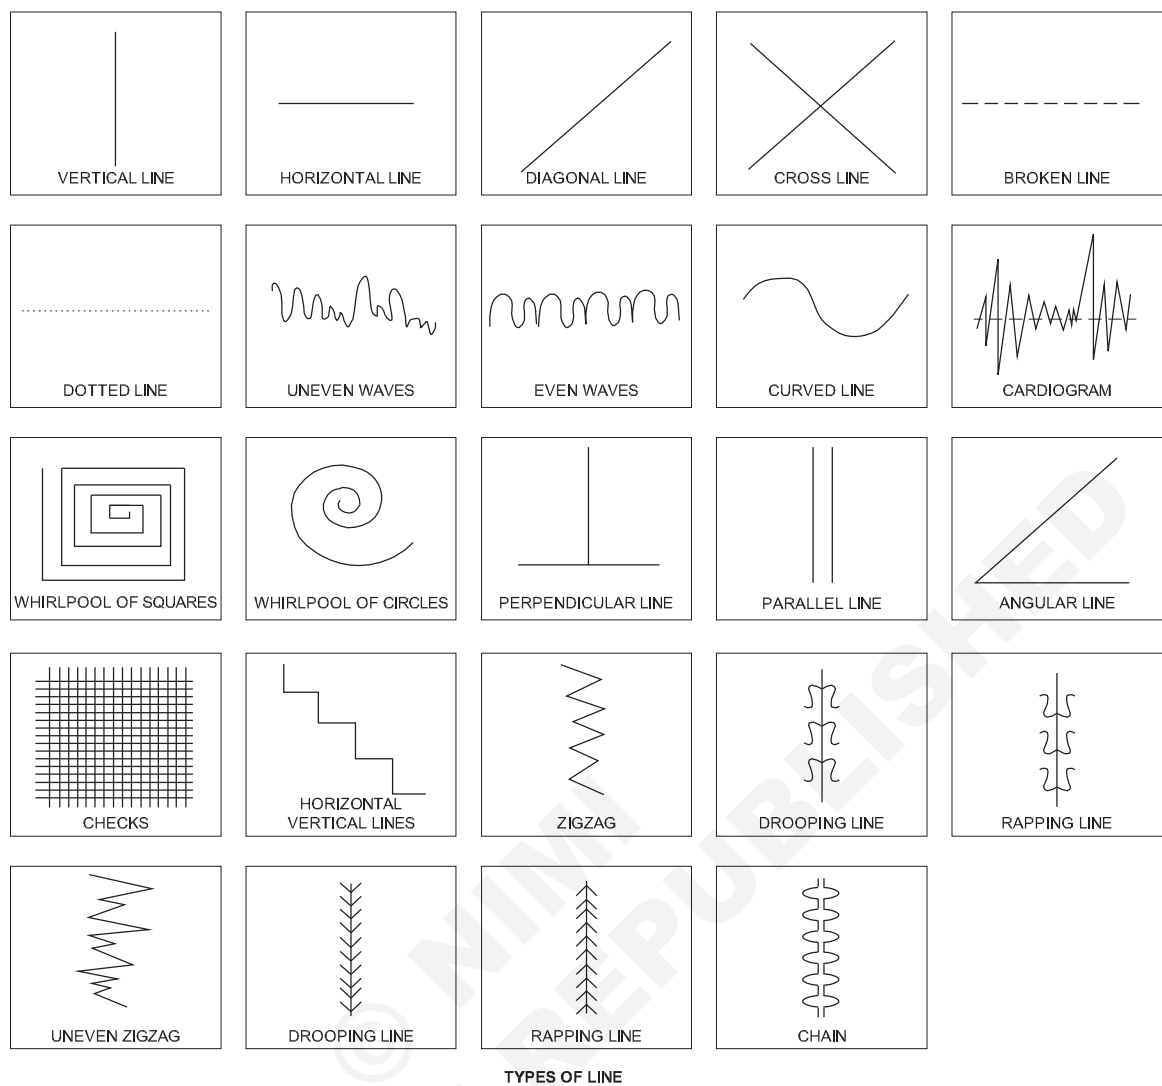 VERTICAL LINE
HORIZONTAL LINE
DIAGONAL LINE
CROSS LINE
BROKEN LINE
DOTTED LINE
UNEVEN WAVES
EVEN WAVES
CURVED LINE
CARDIOGRAM
WHIRLPOOL OF SQUARES
WHIRLPOOL OF CIRCLES
PERPENDICULAR LINE
PARALLEL LINE
ANGULAR LINE
CHECKS
HORIZONTAL
VERTICAL LINES
ZIGZAG
DROOPING LINE
RAPPING LINE
UNEVEN ZIGZAG
DROOPING LINE
RAPPING LINE
CHAIN
TYPES OF LINE
© NIMI
REPUBLISHED